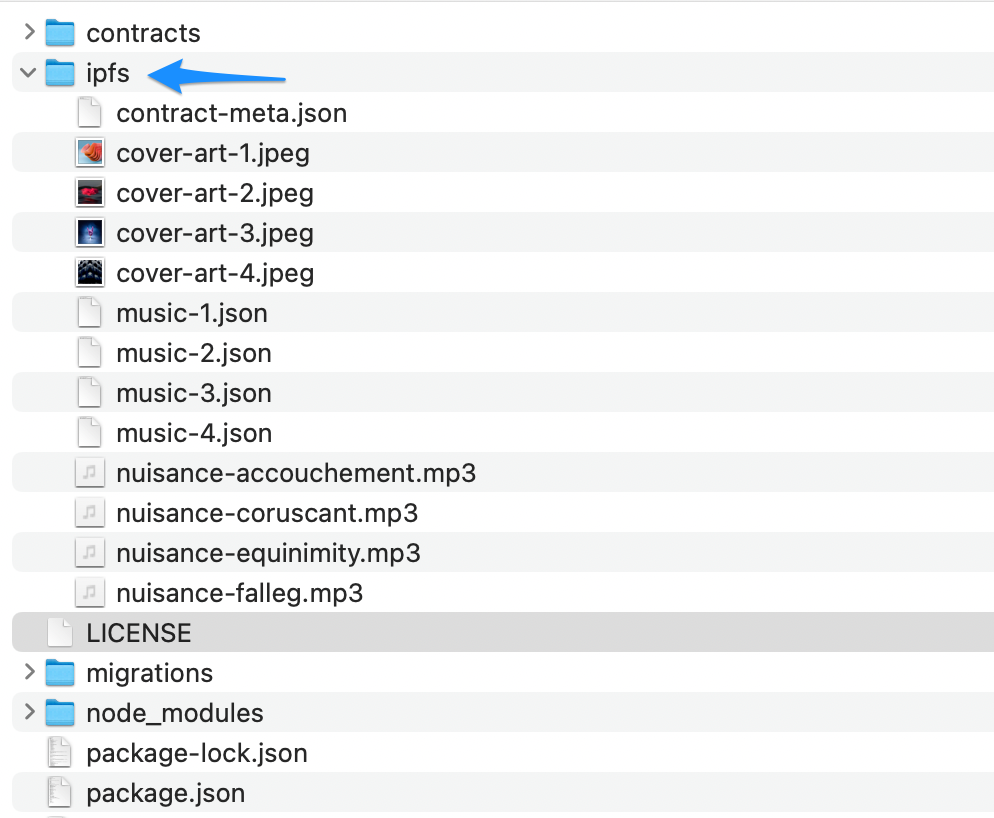 contracts
ipfs
contract-meta.json
cover-art-1.jpeg
cover-art-2.jpeg
cover-art-3.jpeg
cover-art-4.jpeg
music-1.json
music-2.json
music-3.json
music-4.json
nuisance-accouchement.mp3
nuisance-coruscant.mp3
nuisance-equinimity.mp3
nuisance-falleg.mp3
LICENSE
migrations
node_modules
package-lock.json
package.json